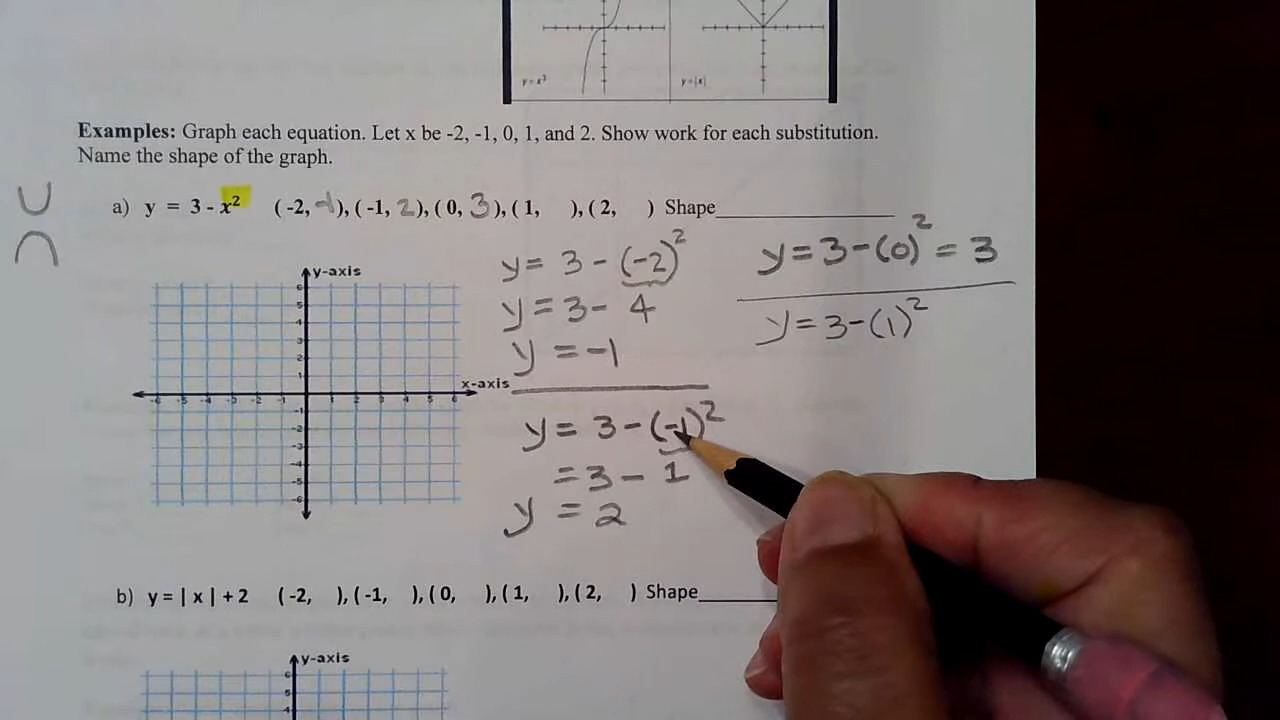 y = x³
y = |x|
Examples: Graph each equation. Let x be -2, -1, 0, 1, and 2. Show work for each substitution.
Name the shape of the graph.
a) y = 3 - x² ( -2, -1 ), ( -1, 2 ), ( 0, 3 ), ( 1, ), ( 2, ) Shape
y = 3 - (-2)²
y = 3 - 4
y = -1
y = 3 - (-1)²
= 3 - 1
y = 2
y = 3 - (0)² = 3
y = 3 - (1)²
y-axis
x-axis
b) y = | x | + 2 ( -2, ), ( -1, ), ( 0, ), ( 1, ), ( 2, ) Shape
y-axis